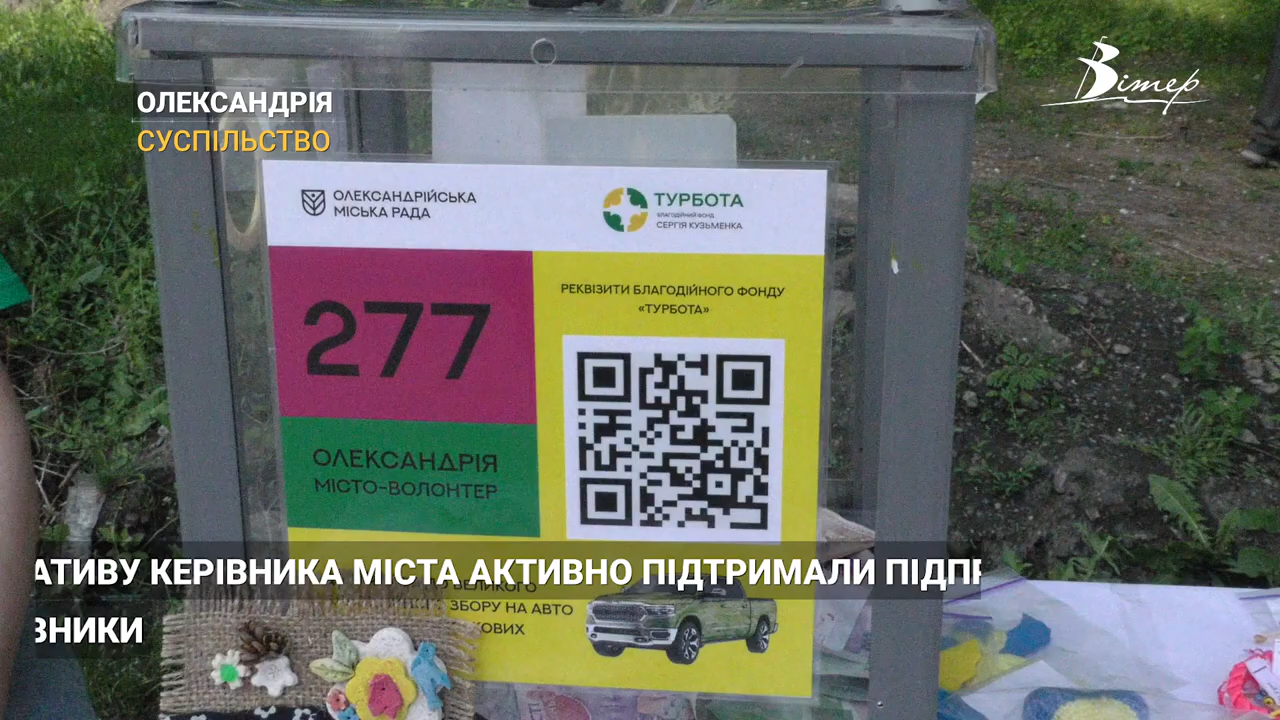 ОЛЕКСАНДРІЯ
СУСПІЛЬСТВО
Вітер
ОЛЕКСАНДРІЙСЬКА
МІСЬКА РАДА
ТУРБОТА
БЛАГОДІЙНИЙ ФОНД
СЕРГІЯ КУЗЬМЕНКА
277
ОЛЕКСАНДРІЯ
МІСТО-ВОЛОНТЕР
РЕКВІЗИТИ БЛАГОДІЙНОГО ФОНДУ
«ТУРБОТА»
АТИВУ КЕРІВНИКА МІСТА АКТИВНО ПІДТРИМАЛИ ПІДПР
ЗНИКИ
ВЕЛИКОГО
ЗБОРУ НА АВТО
КОВИХ